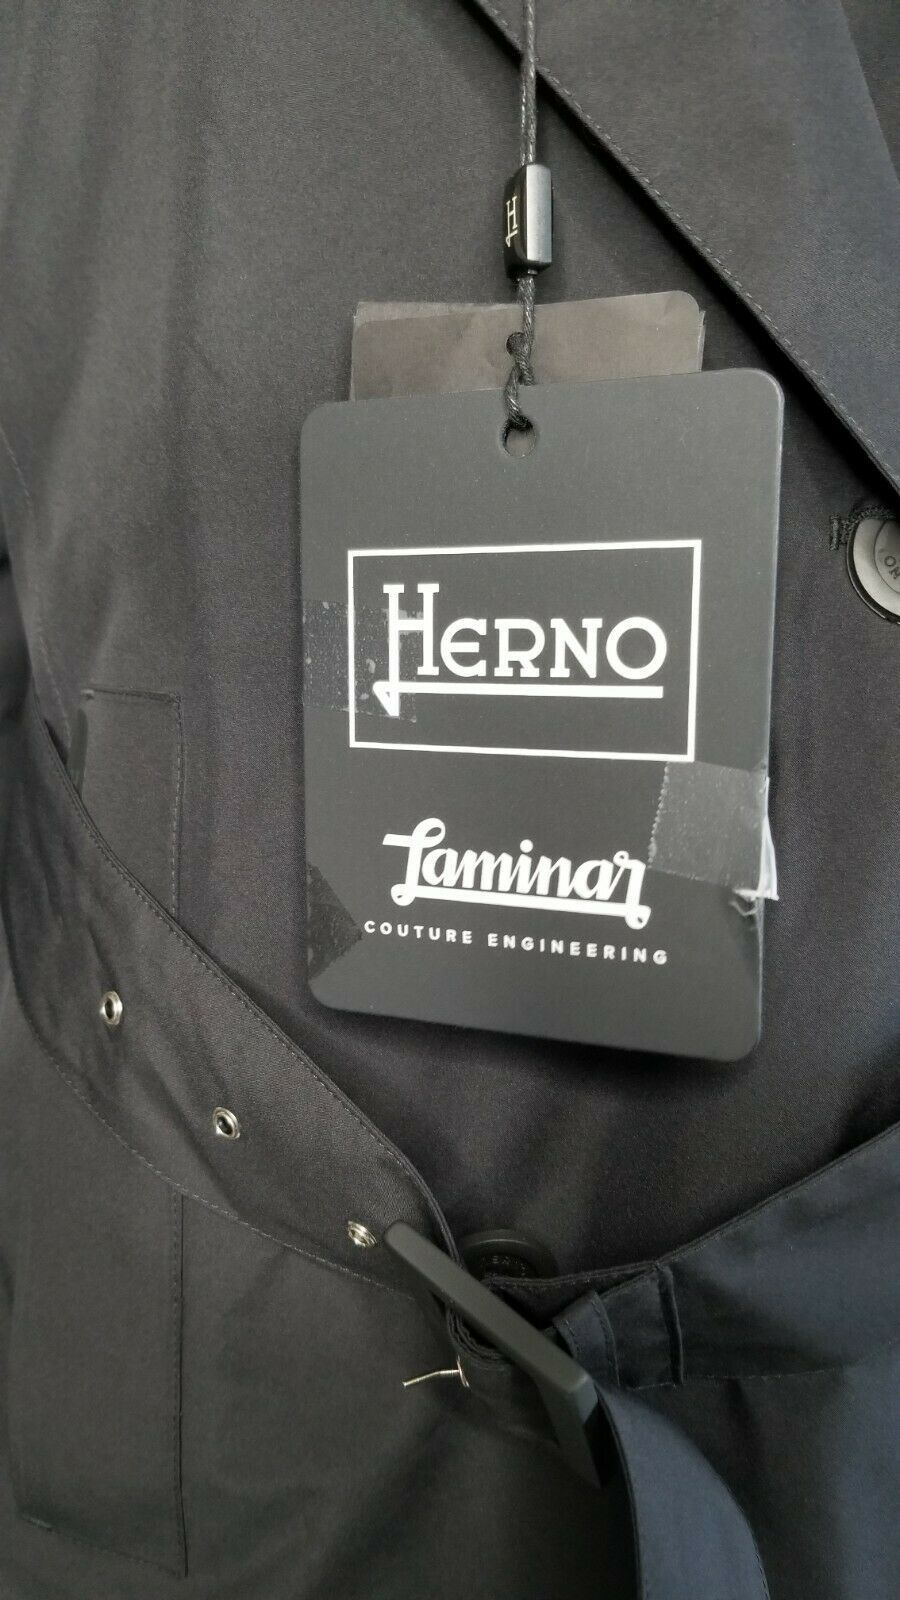 H
HERNO
Laminar
COUTURE ENGINEERING